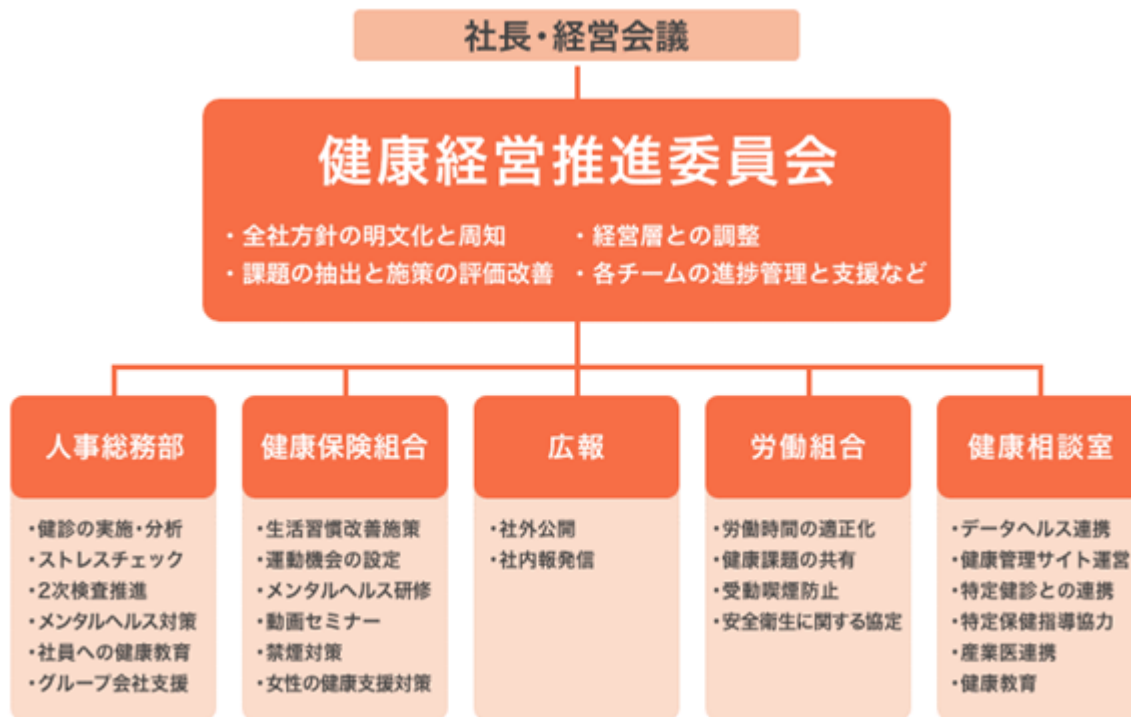 社長・経営会議
健康経営推進委員会
・全社方針の明文化と周知
・経営層との調整
・課題の抽出と施策の評価改善
・各チームの進捗管理と支援など
人事総務部
・健診の実施・分析
・ストレスチェック
・2次検査推進
・メンタルヘルス対策
・社員への健康教育
・グループ会社支援
健康保険組合
・生活習慣改善施策
・運動機会の設定
・メンタルヘルス研修
・動画セミナー
・禁煙対策
・女性の健康支援対策
広報
・社外公開
・社内報発信
労働組合
・労働時間の適正化
・健康課題の共有
・受動喫煙防止
・安全衛生に関する協定
健康相談室
・データヘルス連携
・健康管理サイト運営
・特定健診との連携
・特定保健指導協力
・産業医連携
・健康教育